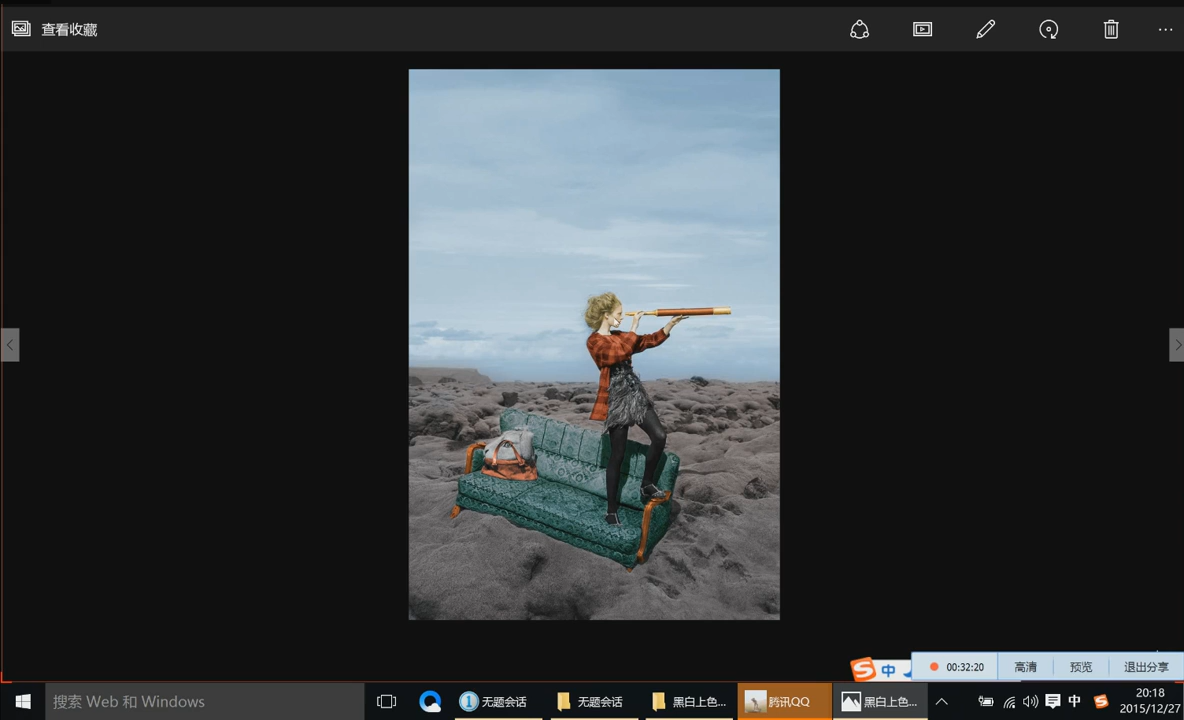 查看收藏
中
00:32:20
高清
预览
退出分享
搜索 Web 和 Windows
无题会话
无题会话
黑白上色...
腾讯QQ
黑白上色...
中
20:18
2015/12/27